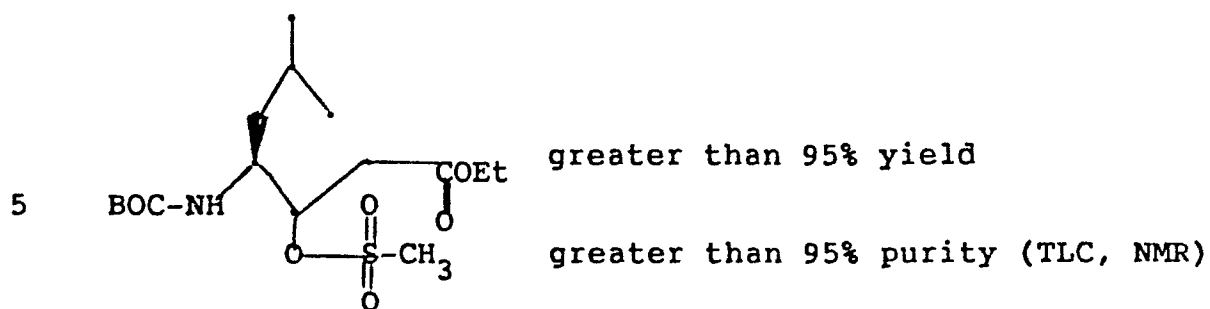 greater than 95% yield
COEt
5 BOC-NH O O
O-S-CH3 greater than 95% purity (TLC, NMR)
O